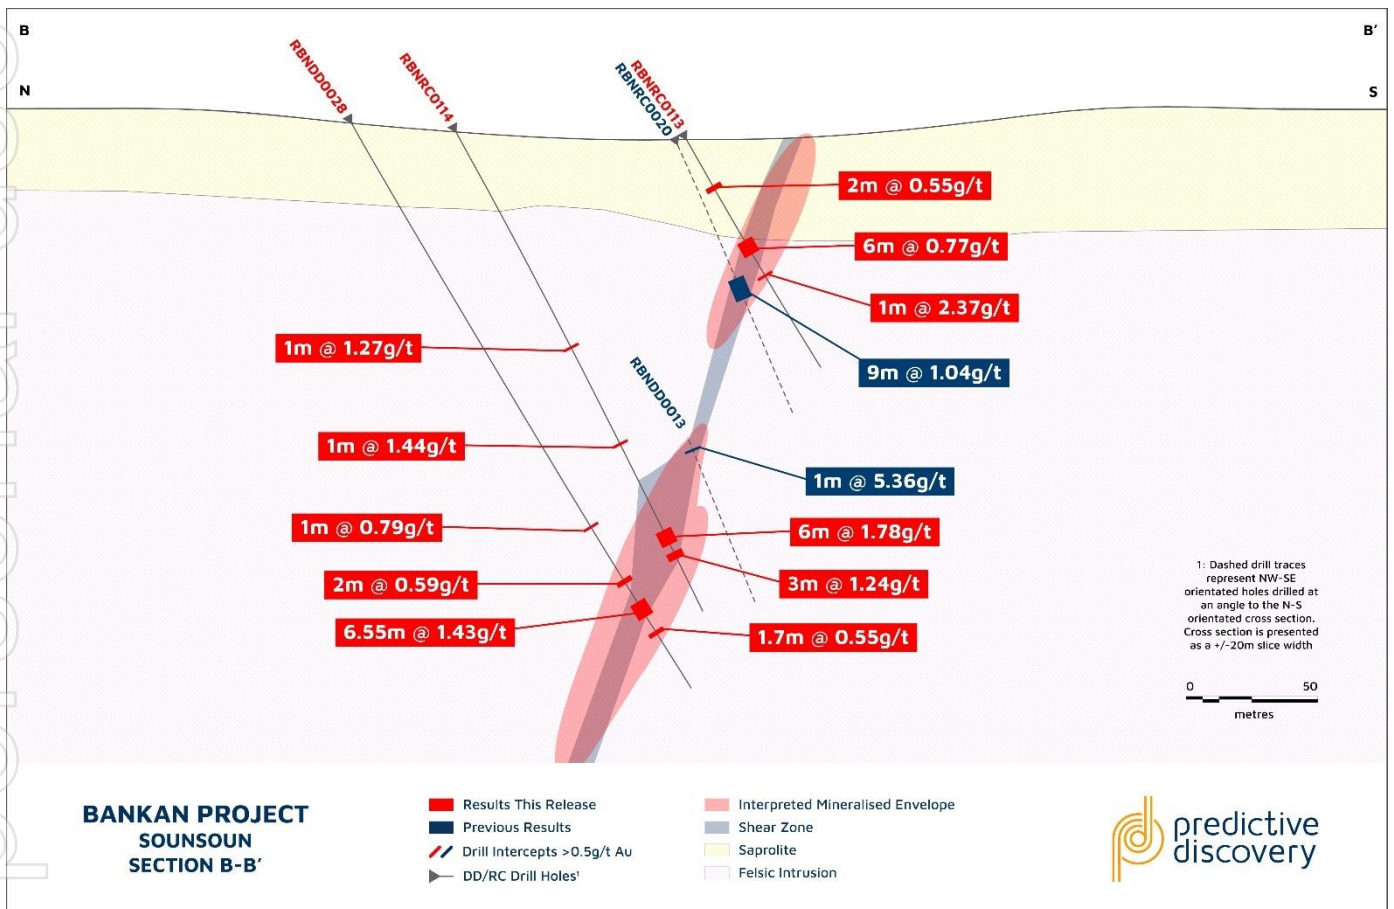 B
B'
N
S
RBNDD0028
RBNRC0114
RBNRC0113
RBNRC0020
2m @ 0.55g/t
6m @ 0.77g/t
1m @ 2.37g/t
9m @ 1.04g/t
1m @ 1.27g/t
RBNDD0013
1m @ 1.44g/t
1m @ 5.36g/t
1m @ 0.79g/t
6m @ 1.78g/t
2m @ 0.59g/t
3m @ 1.24g/t
6.55m @ 1.43g/t
1.7m @ 0.55g/t
1: Dashed drill traces
represent NW-SE
orientated holes drilled at
an angle to the N-S
orientated cross section.
Cross section is presented
as a +/-20m slice width
0 50
metres
BANKAN PROJECT
SOUNSOUN
SECTION B-B'
Results This Release
Previous Results
Drill Intercepts >0.5g/t Au
DD/RC Drill Holes¹
Interpreted Mineralised Envelope
Shear Zone
Saprolite
Felsic Intrusion
predictive
discovery